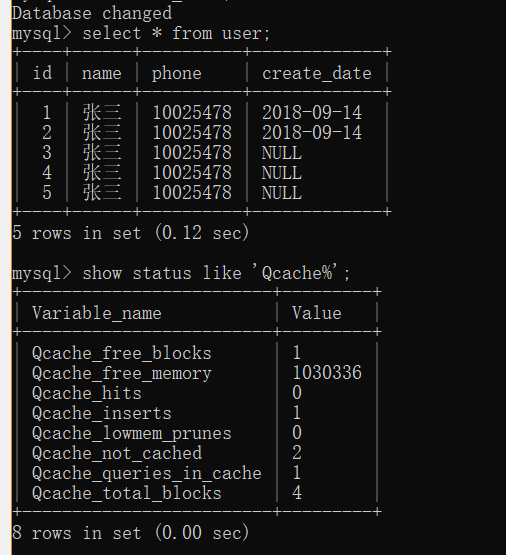 Database changed
mysql> select * from user;
+----+------+----------+-------------+
| id | name | phone    | create_date |
+----+------+----------+-------------+
|  1 | 张三 | 10025478 | 2018-09-14  |
|  2 | 张三 | 10025478 | 2018-09-14  |
|  3 | 张三 | 10025478 | NULL        |
|  4 | 张三 | 10025478 | NULL        |
|  5 | 张三 | 10025478 | NULL        |
+----+------+----------+-------------+
5 rows in set (0.12 sec)
mysql> show status like 'Qcache%';
+-------------------------+---------+
| Variable_name           | Value   |
+-------------------------+---------+
| Qcache_free_blocks      | 1       |
| Qcache_free_memory      | 1030336 |
| Qcache_hits             | 0       |
| Qcache_inserts          | 1       |
| Qcache_lowmem_prunes    | 0       |
| Qcache_not_cached       | 2       |
| Qcache_queries_in_cache | 1       |
| Qcache_total_blocks     | 4       |
+-------------------------+---------+
8 rows in set (0.00 sec)